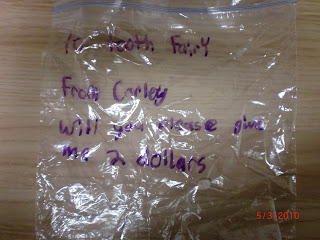 To Tooth Fairy
From Carley
will you please give
me 2 dollars
5/3/2010